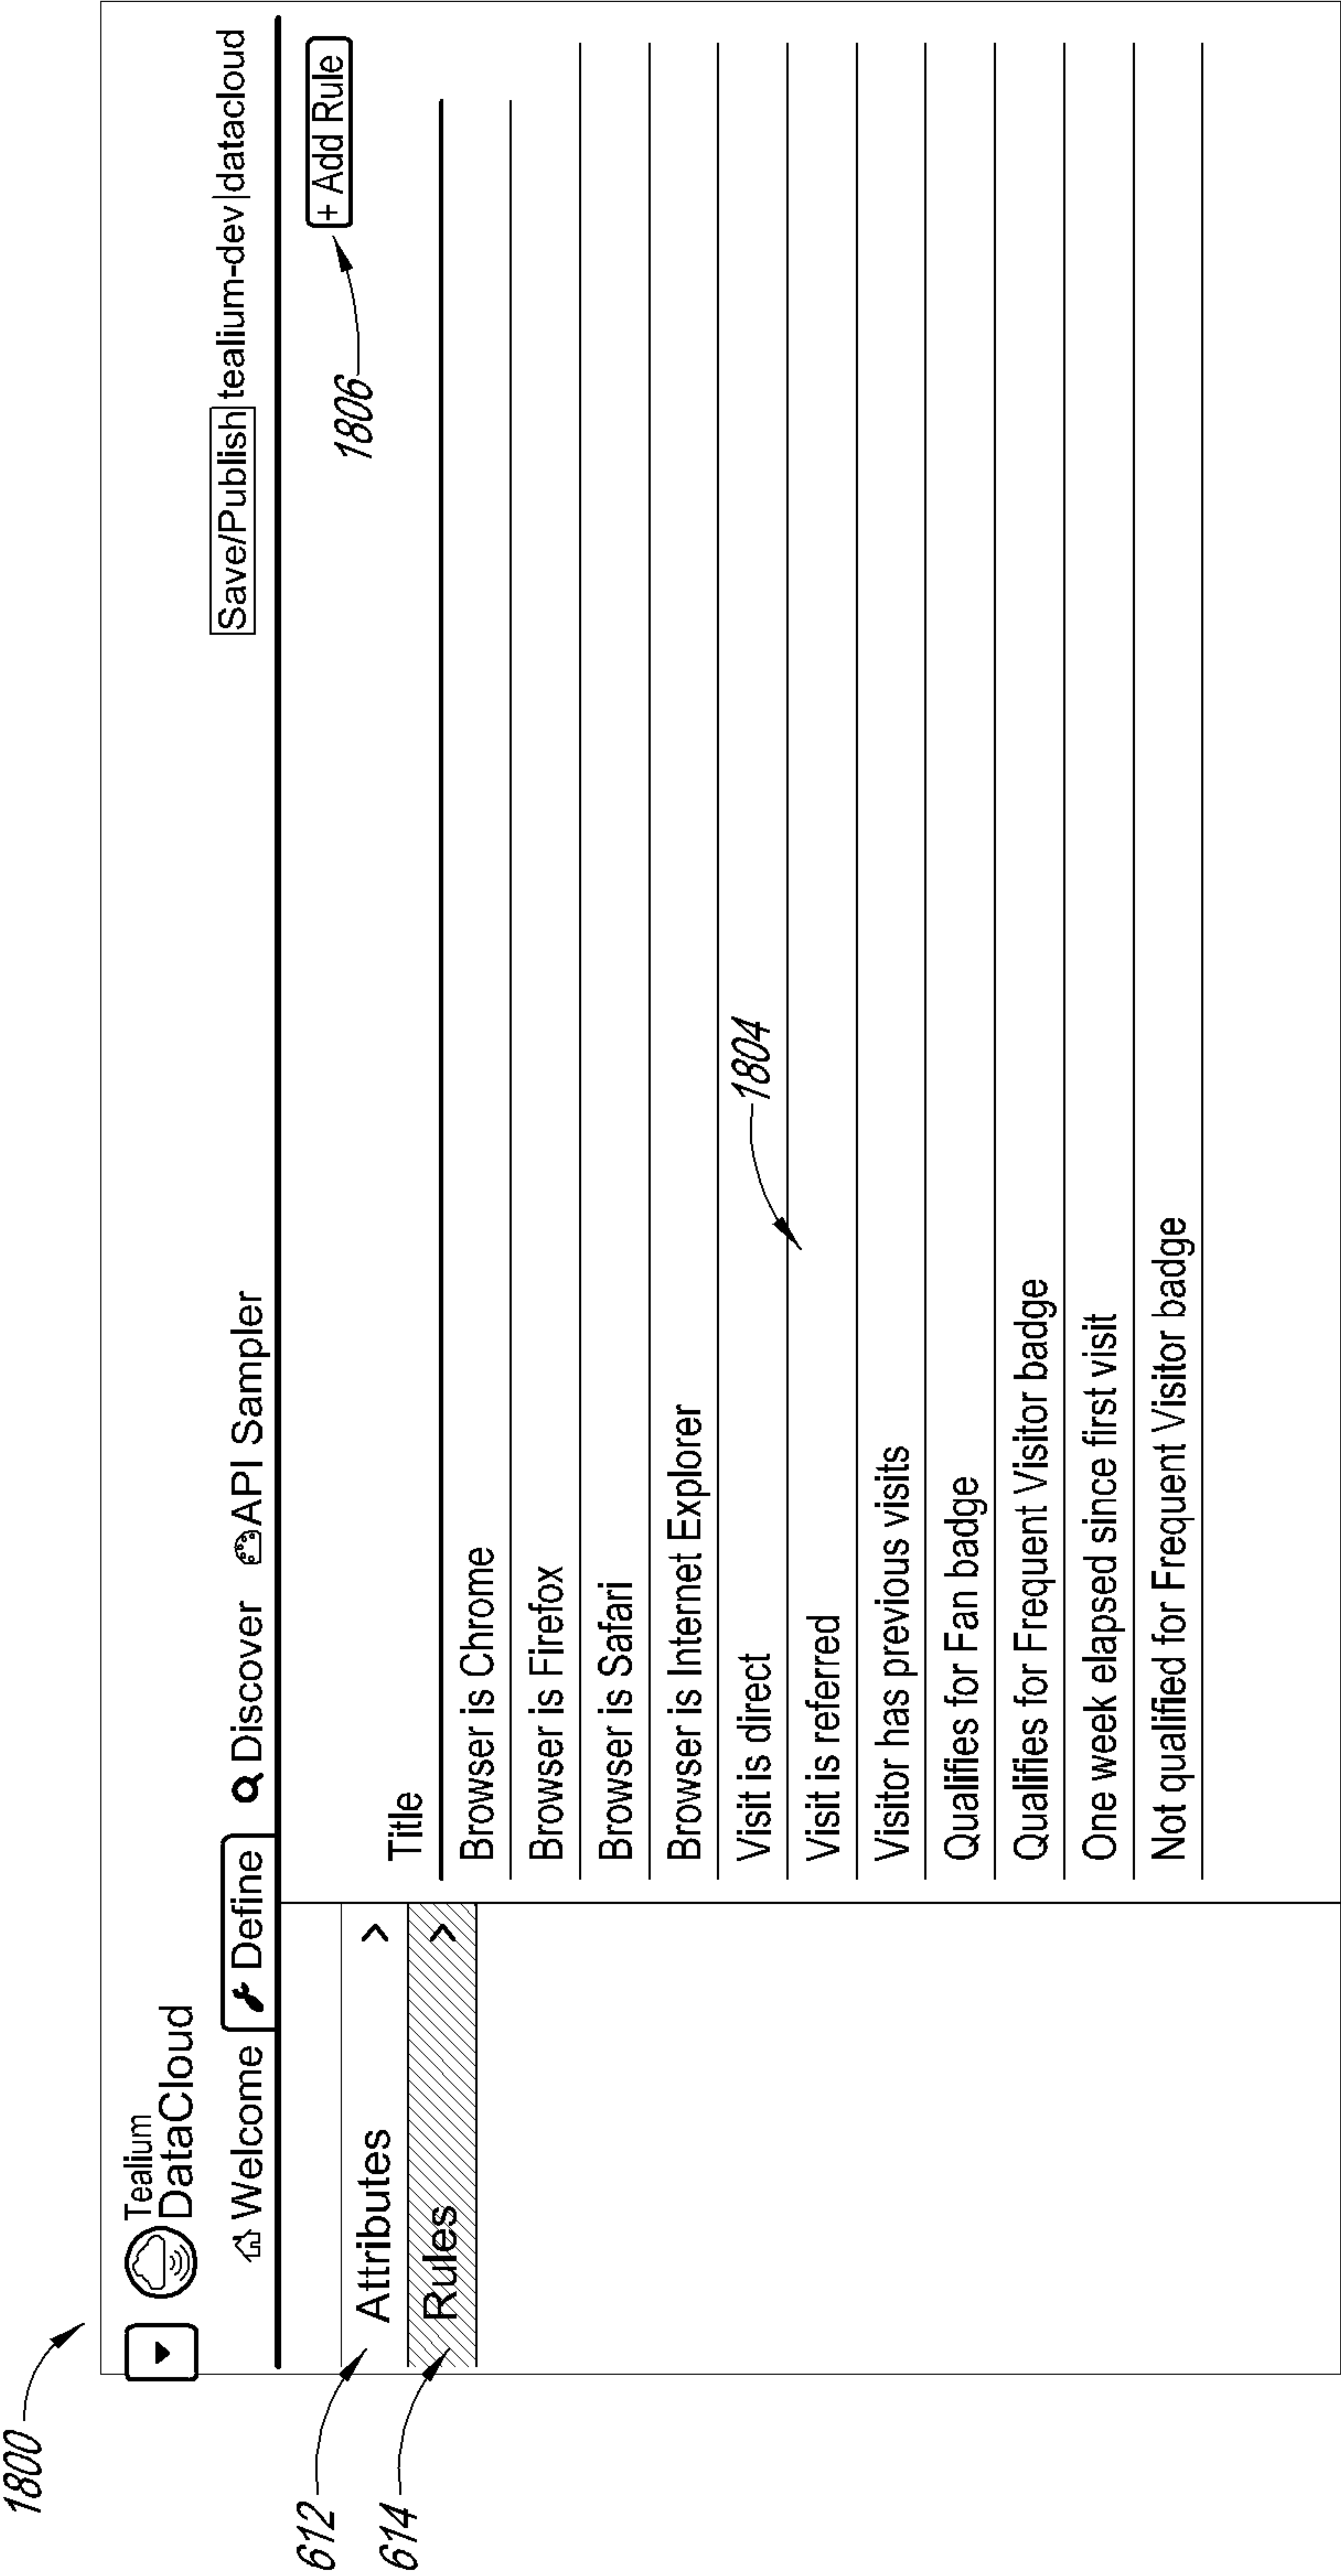 1800
Tealium
DataCloud
Welcome Define Discover API Sampler Save/Publish tealium-dev|datacloud
+ Add Rule
1806
612
Attributes >
614
Rules >
Title
Browser is Chrome
Browser is Firefox
Browser is Safari
Browser is Internet Explorer
Visit is direct
1804
Visit is referred
Visitor has previous visits
Qualifies for Fan badge
Qualifies for Frequent Visitor badge
One week elapsed since first visit
Not qualified for Frequent Visitor badge